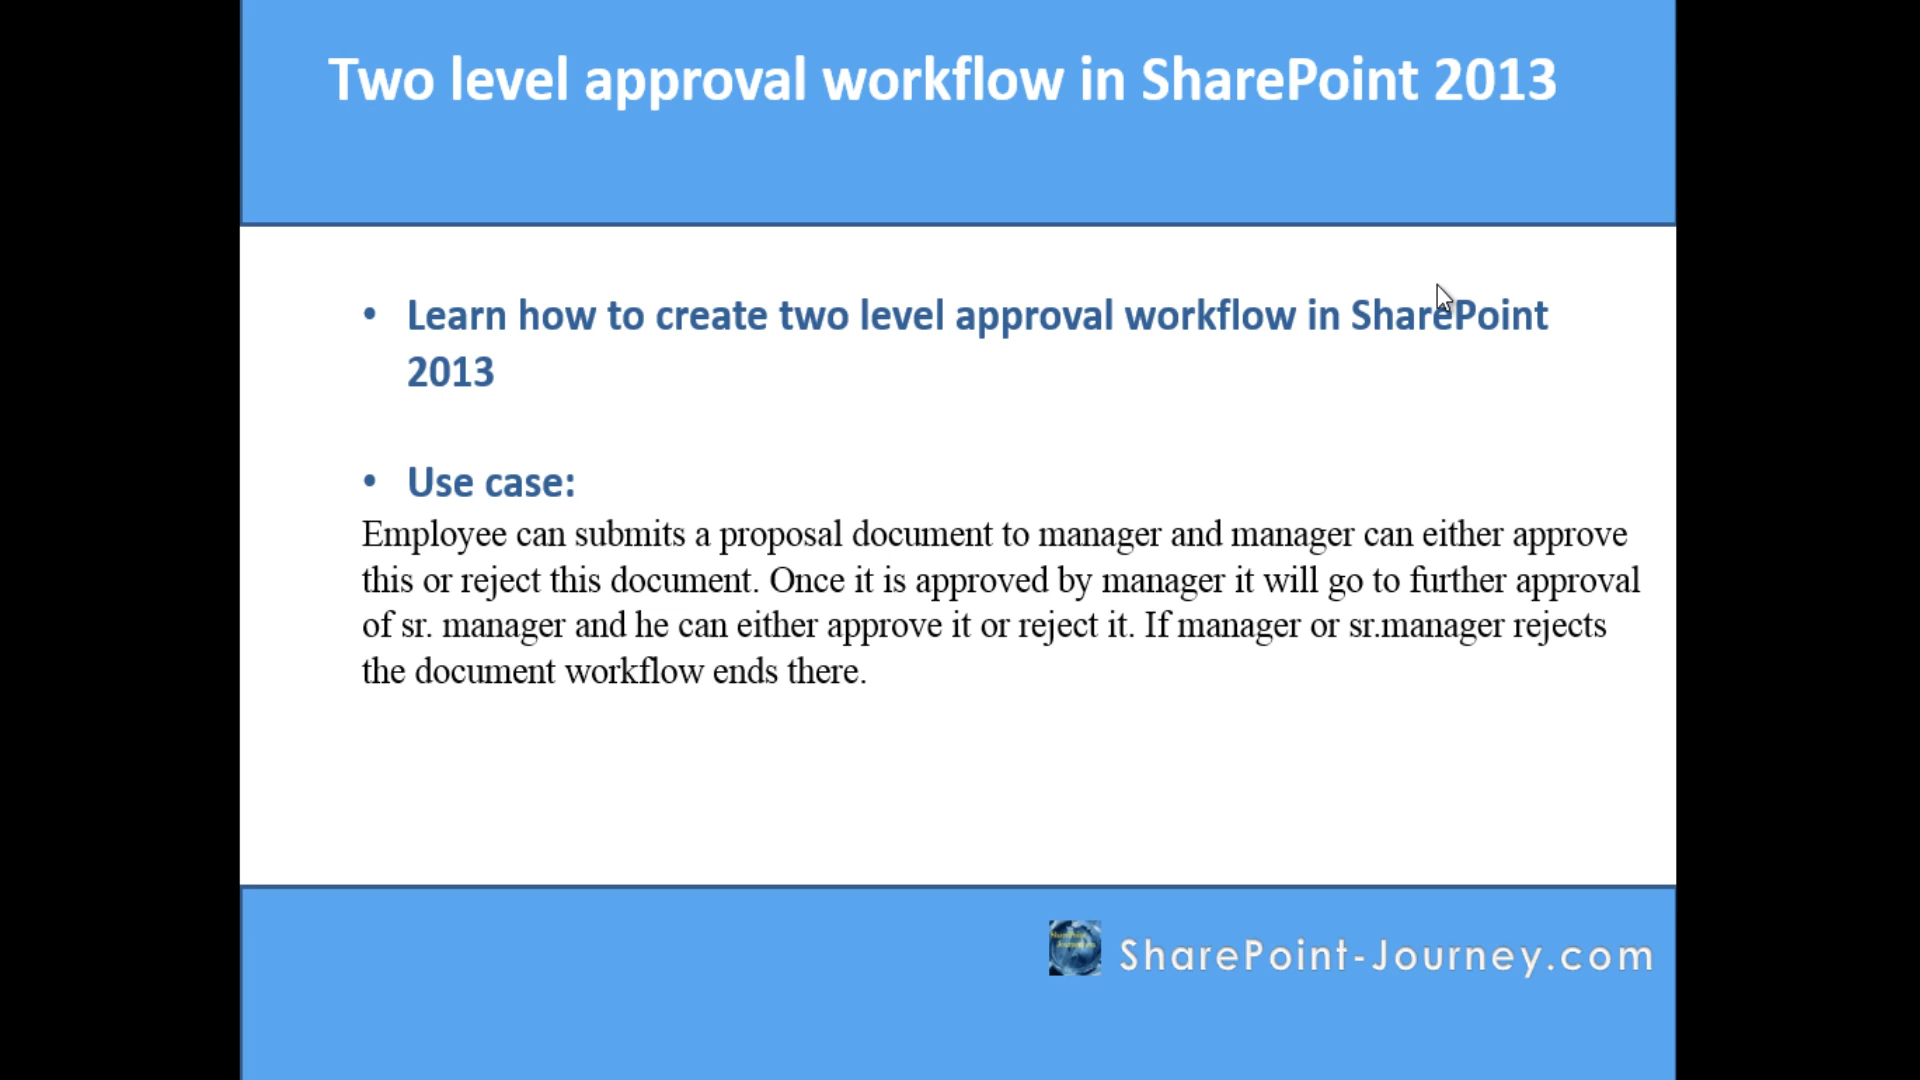 Two level approval workflow in SharePoint 2013
• Learn how to create two level approval workflow in SharePoint
2013
• Use case:
Employee can submits a proposal document to manager and manager can either approve
this or reject this document. Once it is approved by manager it will go to further approval
of sr. manager and he can either approve it or reject it. If manager or sr.manager rejects
the document workflow ends there.
SharePoint-Journey.com